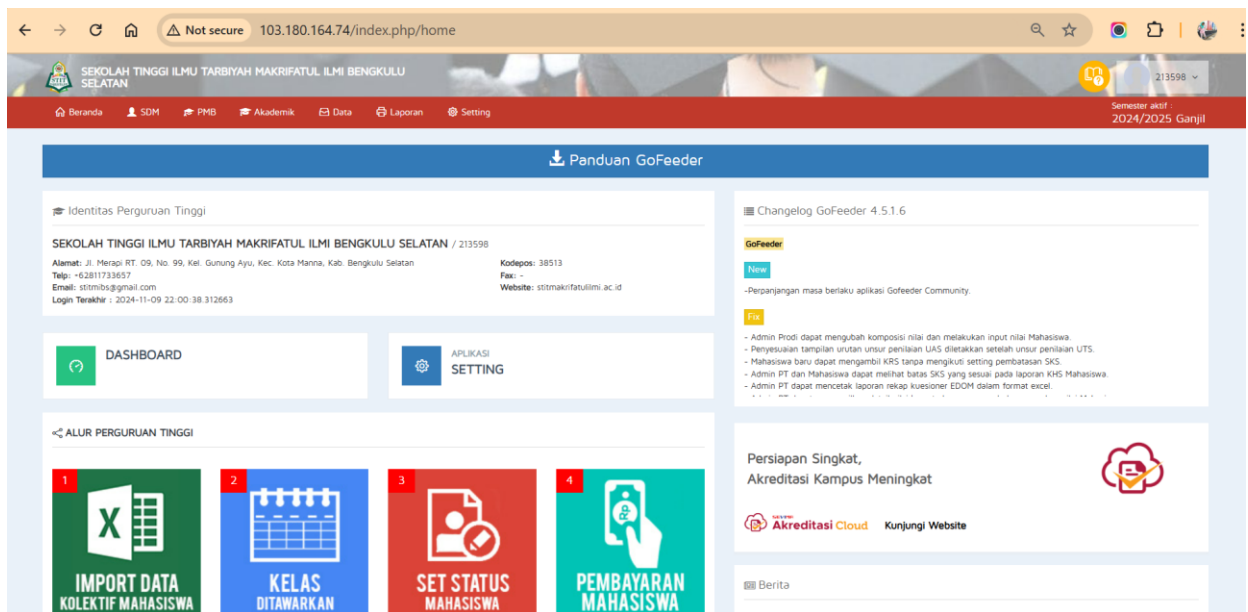 Not secure 103.180.164.74/index.php/home
SEKOLAH TINGGI ILMU TARBIYAH MAKRIFATUL ILMI BENGKULU
SELATAN
213598
Beranda SDM PMB Akademik Data Laporan Setting
Semester aktif :
2024/2025 Ganjil
Panduan GoFeeder
Identitas Perguruan Tinggi
SEKOLAH TINGGI ILMU TARBIYAH MAKRIFATUL ILMI BENGKULU SELATAN / 213598
Alamat: Jl. Merapi RT. 09, No. 99, Kel. Gunung Ayu, Kec. Kota Manna, Kab. Bengkulu Selatan
Telp: +62811733657
Email: stitmibs@gmail.com
Login Terakhir : 2024-11-09 22:00:38.312663
Kodepos: 38513
Fax: -
Website: stitmakrifatulilmi.ac.id
DASHBOARD
APLIKASI
SETTING
ALUR PERGURUAN TINGGI
1
IMPORT DATA
KOLEKTIF MAHASISWA
2
KELAS
DITAWARKAN
3
SET STATUS
MAHASISWA
4
PEMBAYARAN
MAHASISWA
Changelog GoFeeder 4.5.1.6
GoFeeder
New
-Perpanjangan masa berlaku aplikasi Gofeeder Community.
Fix
- Admin Prodi dapat mengubah komposisi nilai dan melakukan input nilai Mahasiswa.
- Penyesuaian tampilan urutan unsur penilaian UAS diletakkan setelah unsur penilaian UTS.
- Mahasiswa baru dapat mengambil KRS tanpa mengikuti setting pembatasan SKS.
- Admin PT dan Mahasiswa dapat melihat batas SKS yang sesuai pada laporan KHS Mahasiswa.
- Admin PT dapat mencetak laporan rekap kuesioner EDOM dalam format excel.
Persiapan Singkat,
Akreditasi Kampus Meningkat
Akreditasi Cloud Kunjungi Website
Berita